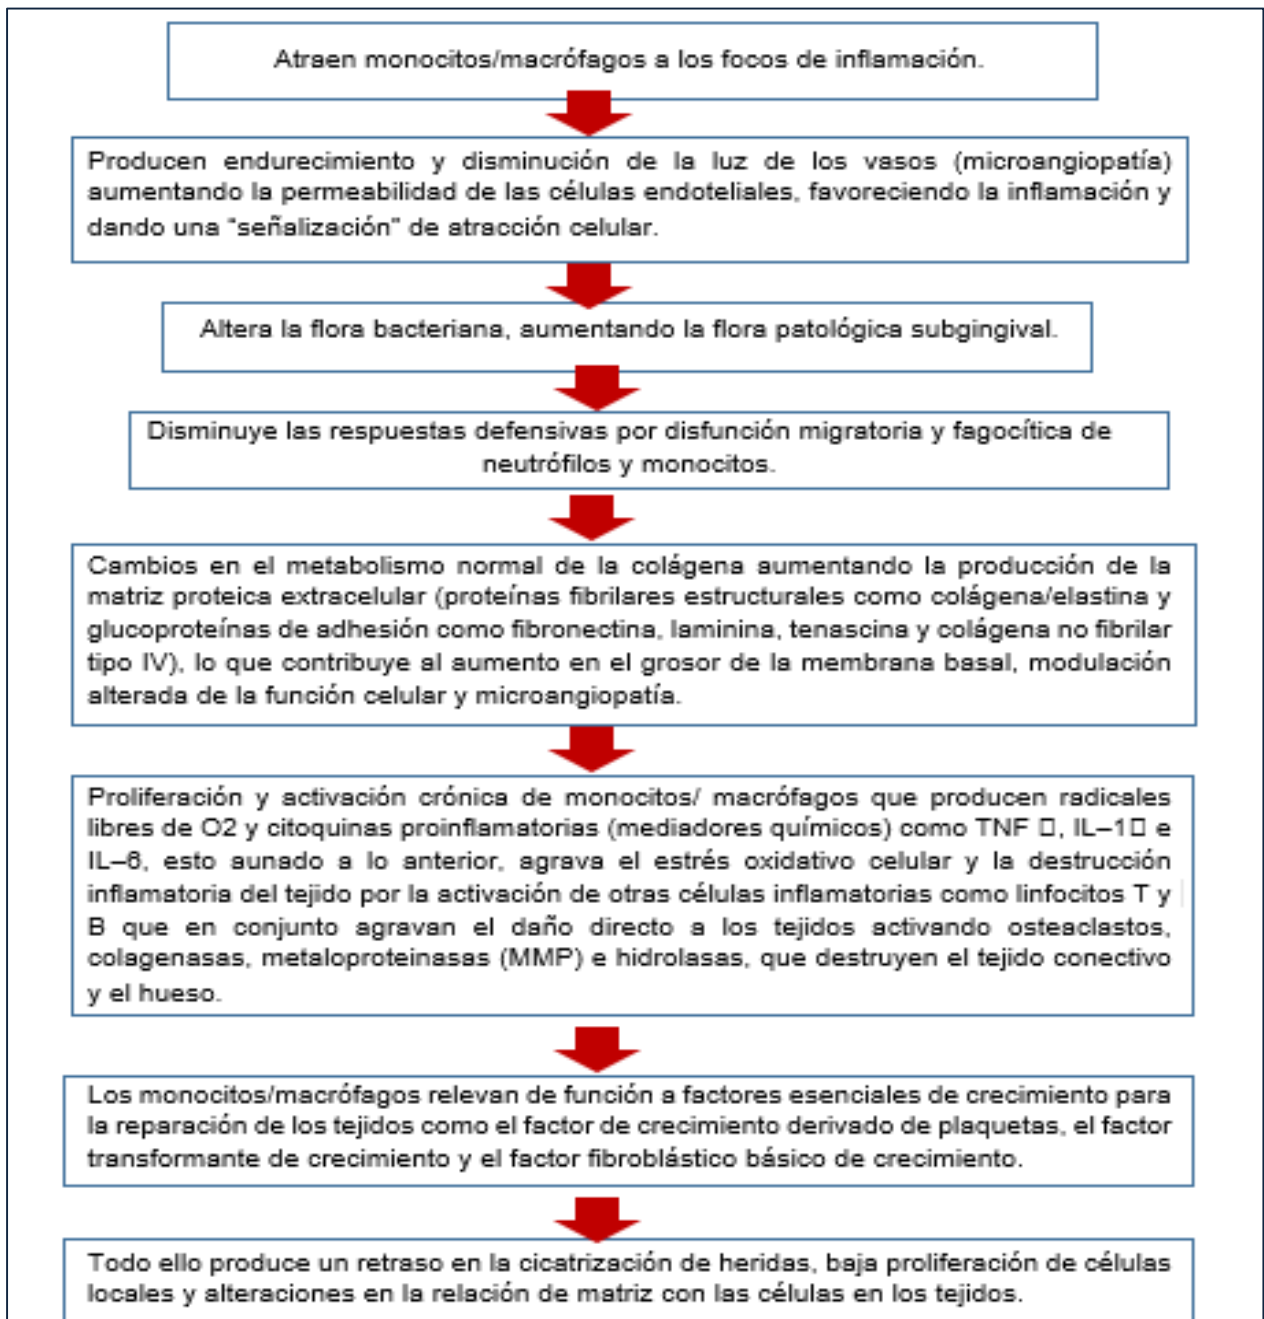 Atraen monocitos/macrófagos a los focos de inflamación.
Producen endurecimiento y disminución de la luz de los vasos (microangiopatía)
aumentando la permeabilidad de las células endoteliales, favoreciendo la inflamación y
dando una “señalización” de atracción celular.
Altera la flora bacteriana, aumentando la flora patológica subgingival.
Disminuye las respuestas defensivas por disfunción migratoria y fagocítica de
neutrófilos y monocitos.
Cambios en el metabolismo normal de la colágena aumentando la producción de la
matriz proteica extracelular (proteínas fibrilares estructurales como colágena/elastina y
glucoproteínas de adhesión como fibronectina, laminina, tenascina y colágena no fibrilar
tipo IV), lo que contribuye al aumento en el grosor de la membrana basal, modulación
alterada de la función celular y microangiopatía.
Proliferación y activación crónica de monocitos/ macrófagos que producen radicales
libres de O2 y citoquinas proinflamatorias (mediadores químicos) como TNF □, IL–1□ e
IL–6, esto aunado a lo anterior, agrava el estrés oxidativo celular y la destrucción
inflamatoria del tejido por la activación de otras células inflamatorias como linfocitos T y
B que en conjunto agravan el daño directo a los tejidos activando osteaclastos,
colagenasas, metaloproteinasas (MMP) e hidrolasas, que destruyen el tejido conectivo
y el hueso.
Los monocitos/macrófagos relevan de función a factores esenciales de crecimiento para
la reparación de los tejidos como el factor de crecimiento derivado de plaquetas, el factor
transformante de crecimiento y el factor fibroblástico básico de crecimiento.
Todo ello produce un retraso en la cicatrización de heridas, baja proliferación de células
locales y alteraciones en la relación de matriz con las células en los tejidos.